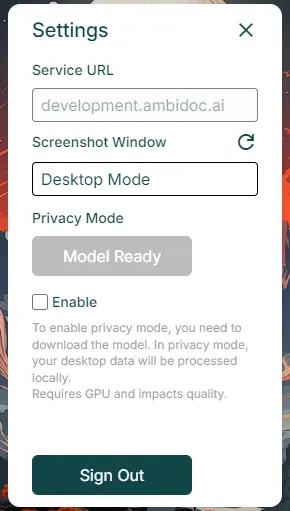 Settings
Service URL
development.ambidoc.ai
Screenshot Window
Desktop Mode
Privacy Mode
Model Ready
Enable
To enable privacy mode, you need to
download the model. In privacy mode,
your desktop data will be processed
locally.
Requires GPU and impacts quality.
Sign Out